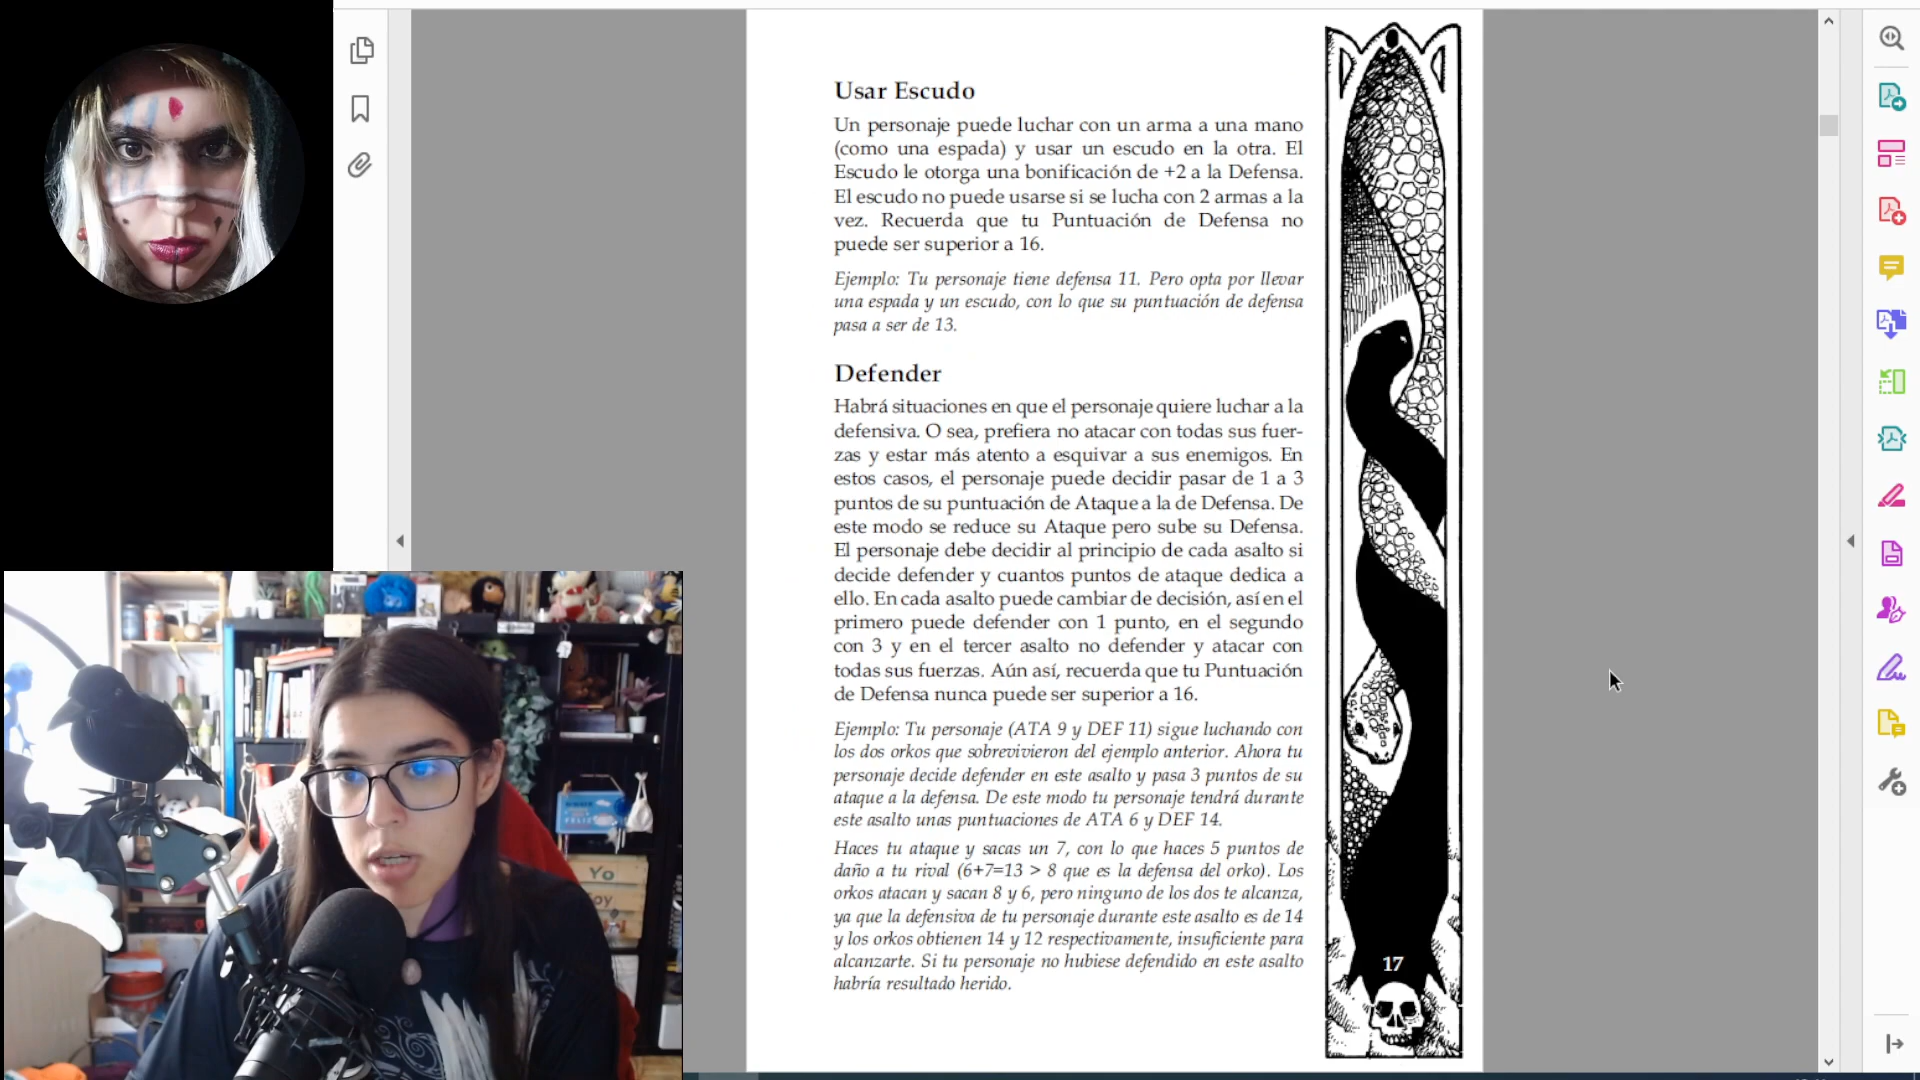 Usar Escudo
Un personaje puede luchar con un arma a una mano
(como una espada) y usar un escudo en la otra. El
Escudo le otorga una bonificación de +2 a la Defensa.
El escudo no puede usarse si se lucha con 2 armas a la
vez. Recuerda que tu Puntuación de Defensa no
puede ser superior a 16.
Ejemplo: Tu personaje tiene defensa 11. Pero opta por llevar
una espada y un escudo, con lo que su puntuación de defensa
pasa a ser de 13.
Defender
Habrá situaciones en que el personaje quiere luchar a la
defensiva. O sea, prefiera no atacar con todas sus fuer-
zas y estar más atento a esquivar a sus enemigos. En
estos casos, el personaje puede decidir pasar de 1 a 3
puntos de su puntuación de Ataque a la de Defensa. De
este modo se reduce su Ataque pero sube su Defensa.
El personaje debe decidir al principio de cada asalto si
decide defender y cuantos puntos de ataque dedica a
ello. En cada asalto puede cambiar de decisión, así en el
primero puede defender con 1 punto, en el segundo
con 3 y en el tercer asalto no defender y atacar con
todas sus fuerzas. Aún así, recuerda que tu Puntuación
de Defensa nunca puede ser superior a 16.
Ejemplo: Tu personaje (ATA 9 y DEF 11) sigue luchando con
los dos orkos que sobrevivieron del ejemplo anterior. Ahora tu
personaje decide defender en este asalto y pasa 3 puntos de su
ataque a la defensa. De este modo tu personaje tendrá durante
este asalto unas puntuaciones de ATA 6 y DEF 14.
Haces tu ataque y sacas un 7, con lo que haces 5 puntos de
daño a tu rival (6+7=13 > 8 que es la defensa del orko). Los
orkos atacan y sacan 8 y 6, pero ninguno de los dos te alcanza,
ya que la defensiva de tu personaje durante este asalto es de 14
y los orkos obtienen 14 y 12 respectivamente, insuficiente para
alcanzarte. Si tu personaje no hubiese defendido en este asalto
habría resultado herido.
17
Yo